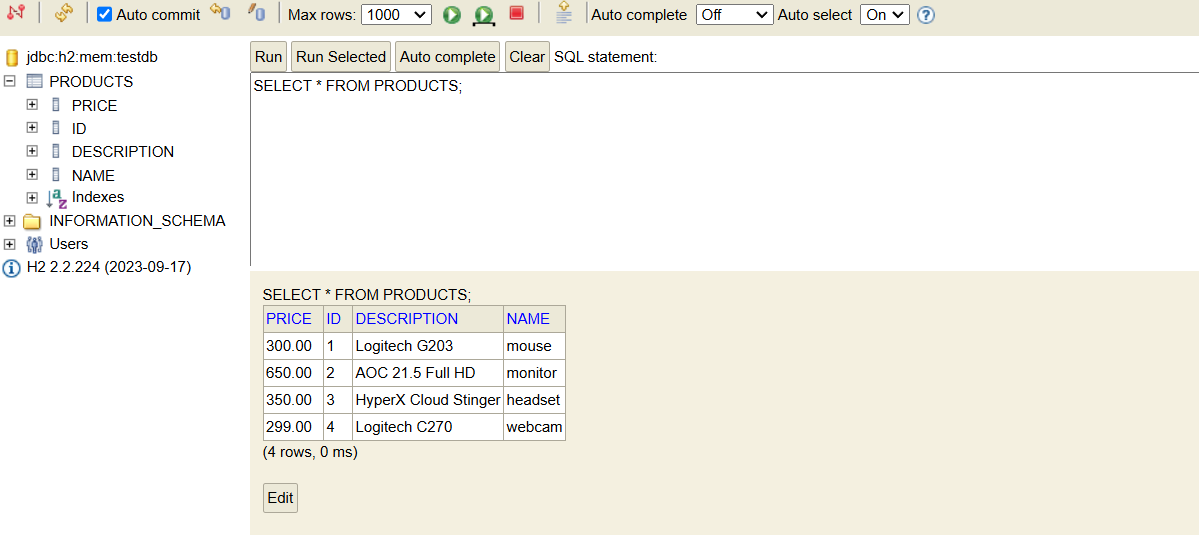 Auto commit Max rows: 1000 Auto complete Off Auto select On ?
jdbc:h2:mem:testdb
PRODUCTS
PRICE
ID
DESCRIPTION
NAME
Indexes
INFORMATION_SCHEMA
Users
H2 2.2.224 (2023-09-17)
Run Run Selected Auto complete Clear SQL statement:
SELECT * FROM PRODUCTS;
SELECT * FROM PRODUCTS;
PRICE ID DESCRIPTION NAME
300.00 1 Logitech G203 mouse
650.00 2 AOC 21.5 Full HD monitor
350.00 3 HyperX Cloud Stinger headset
299.00 4 Logitech C270 webcam
(4 rows, 0 ms)
Edit